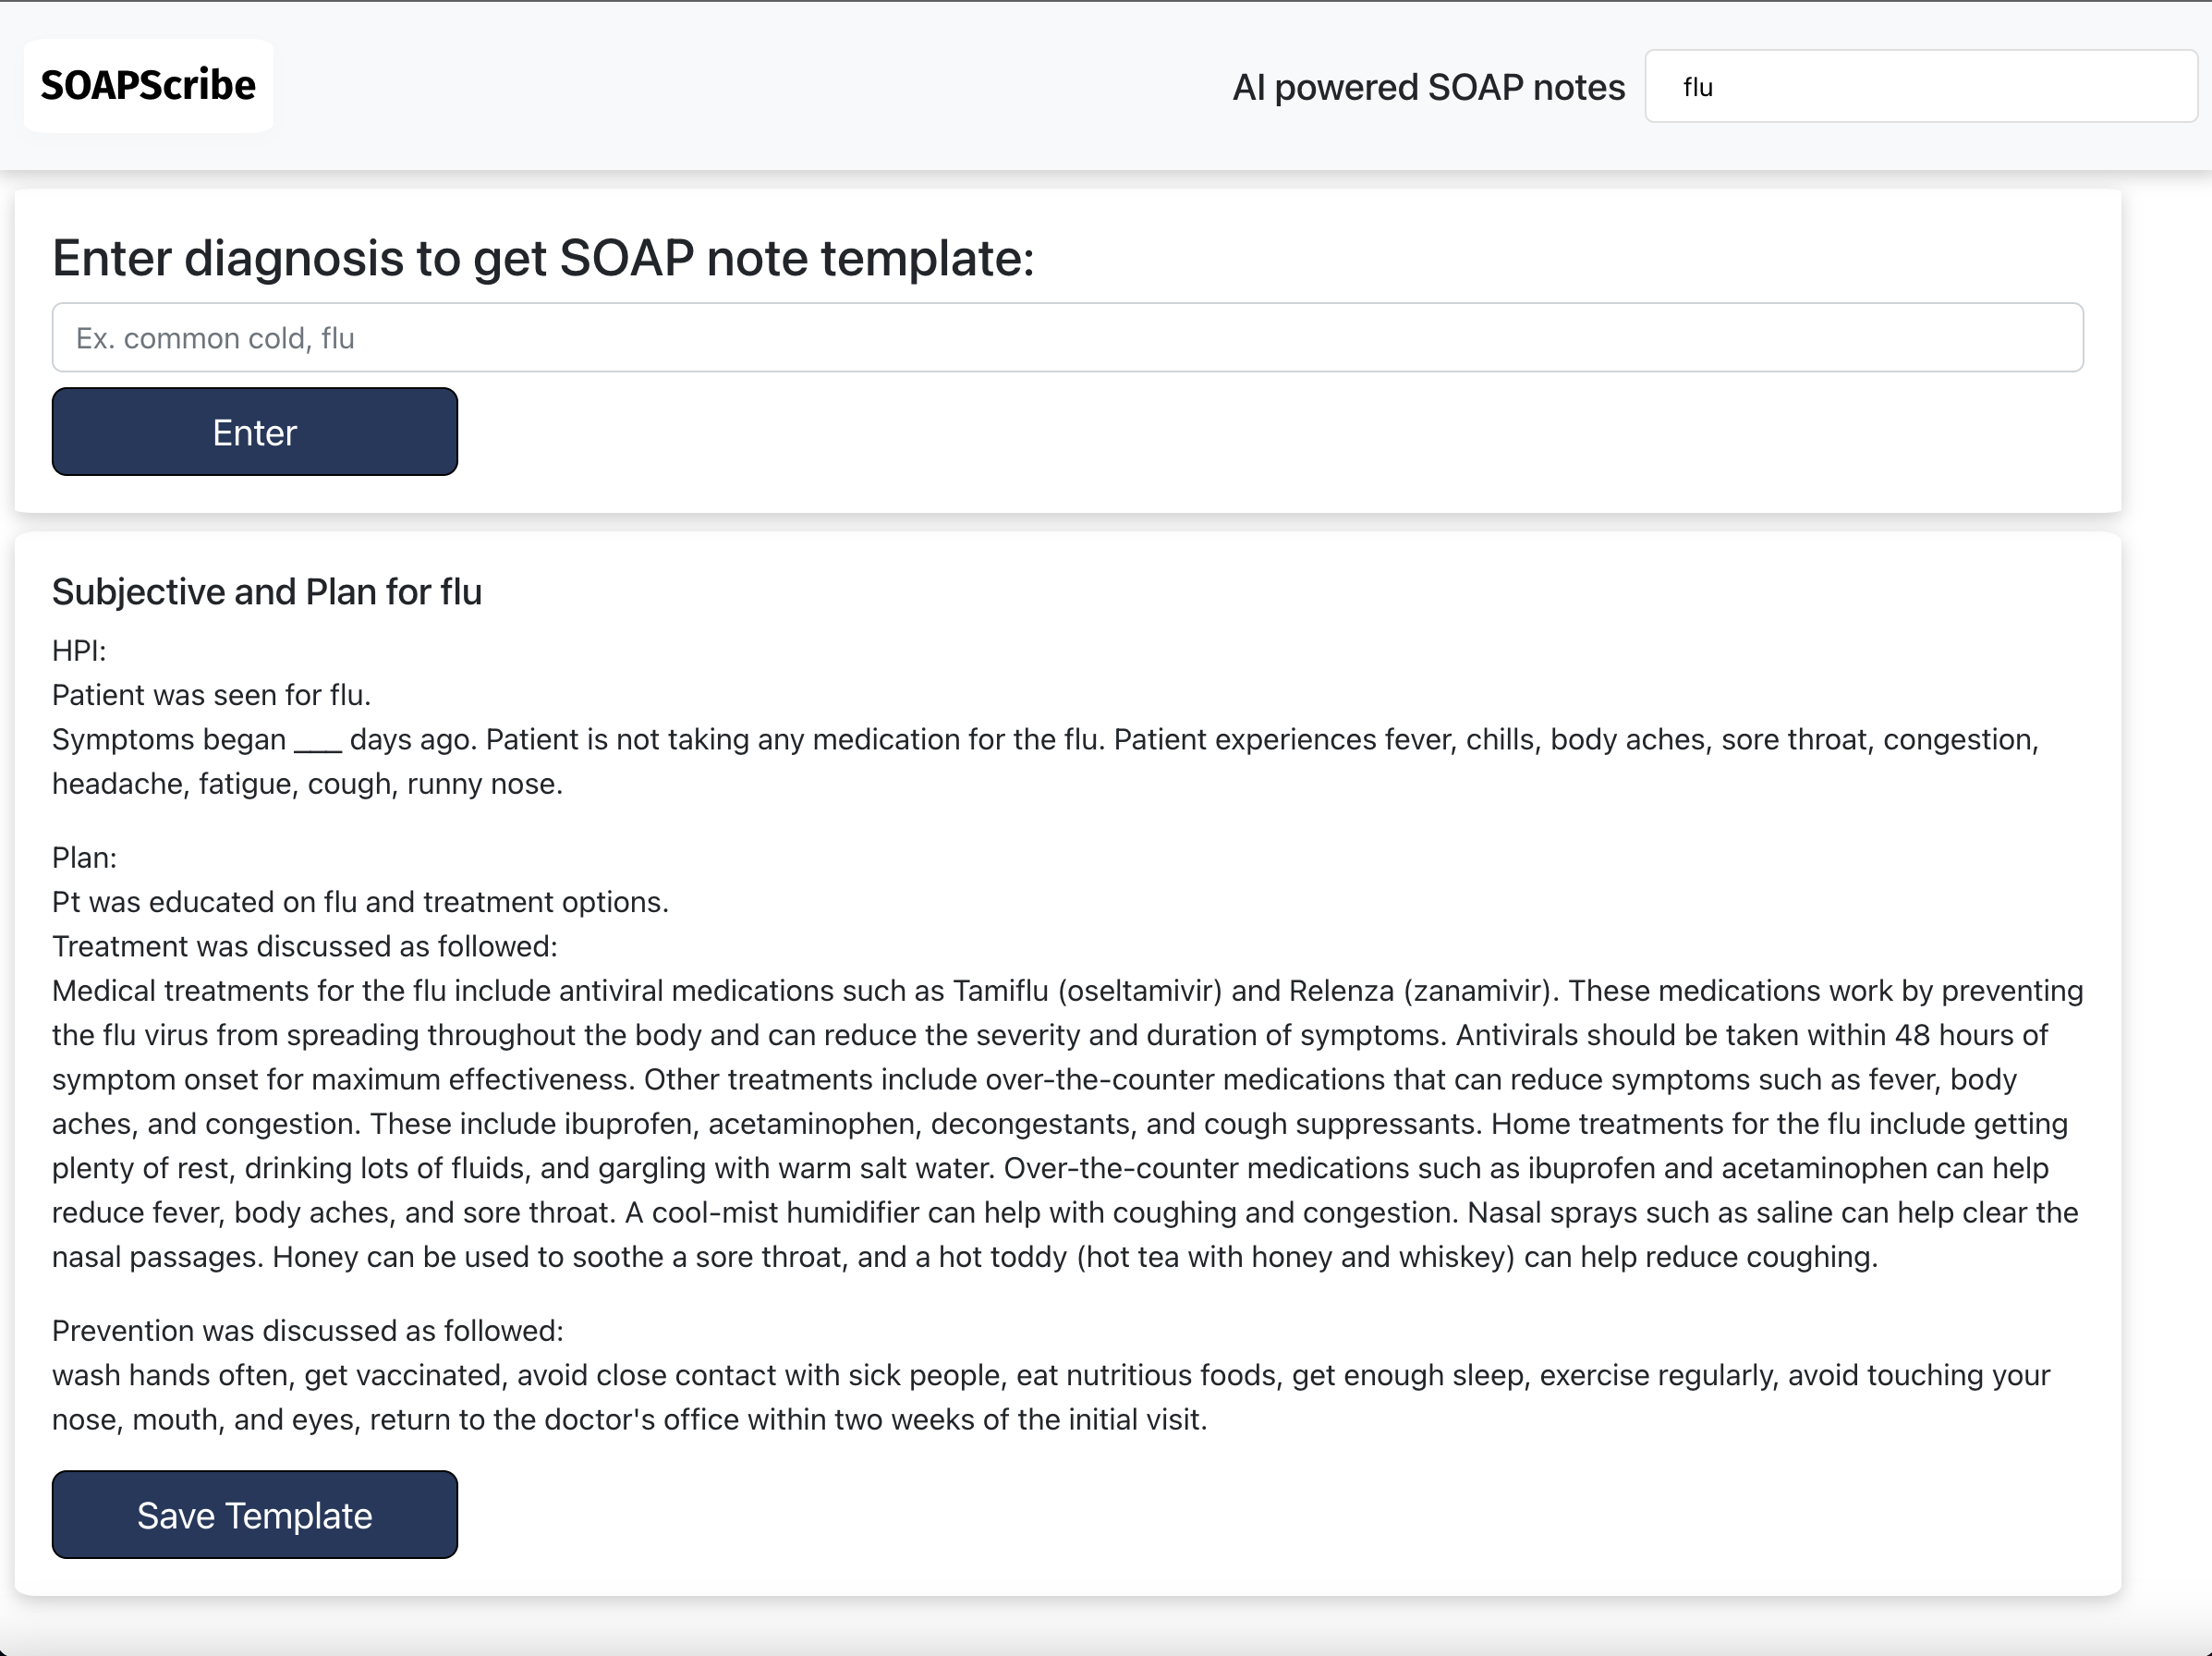 SOAPScribe
AI powered SOAP notes
flu
Enter diagnosis to get SOAP note template:
Ex. common cold, flu
Enter
Subjective and Plan for flu
HPI:
Patient was seen for flu.
Symptoms began ___ days ago. Patient is not taking any medication for the flu. Patient experiences fever, chills, body aches, sore throat, congestion,
headache, fatigue, cough, runny nose.
Plan:
Pt was educated on flu and treatment options.
Treatment was discussed as followed:
Medical treatments for the flu include antiviral medications such as Tamiflu (oseltamivir) and Relenza (zanamivir). These medications work by preventing
the flu virus from spreading throughout the body and can reduce the severity and duration of symptoms. Antivirals should be taken within 48 hours of
symptom onset for maximum effectiveness. Other treatments include over-the-counter medications that can reduce symptoms such as fever, body
aches, and congestion. These include ibuprofen, acetaminophen, decongestants, and cough suppressants. Home treatments for the flu include getting
plenty of rest, drinking lots of fluids, and gargling with warm salt water. Over-the-counter medications such as ibuprofen and acetaminophen can help
reduce fever, body aches, and sore throat. A cool-mist humidifier can help with coughing and congestion. Nasal sprays such as saline can help clear the
nasal passages. Honey can be used to soothe a sore throat, and a hot toddy (hot tea with honey and whiskey) can help reduce coughing.
Prevention was discussed as followed:
wash hands often, get vaccinated, avoid close contact with sick people, eat nutritious foods, get enough sleep, exercise regularly, avoid touching your
nose, mouth, and eyes, return to the doctor's office within two weeks of the initial visit.
Save Template